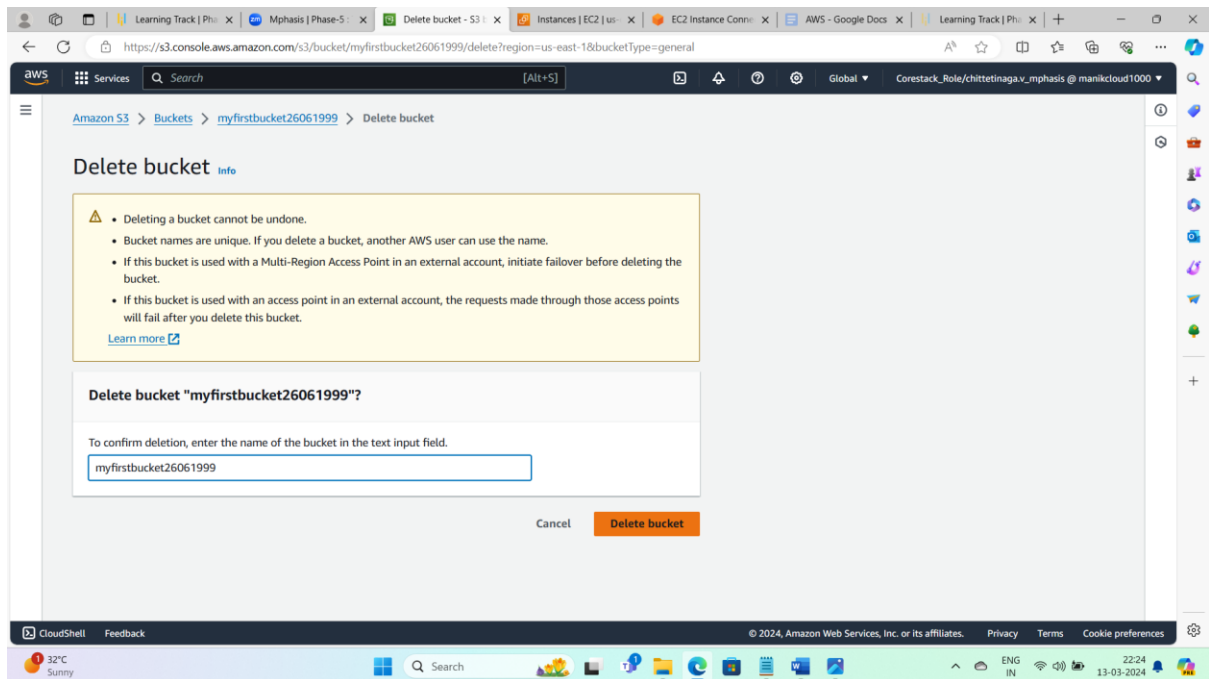 Learning Track | Pha
Mphasis | Phase-5 :
Delete bucket - S3 b
Instances | EC2 | us-
EC2 Instance Conne
AWS - Google Docs
Learning Track | Pha
https://s3.console.aws.amazon.com/s3/bucket/myfirstbucket26061999/delete?region=us-east-1&bucketType=general
aws
Services
Search
[Alt+S]
Global
Corestack_Role/chittetinaga.v_mphasis @ manikcloud1000
Amazon S3 > Buckets > myfirstbucket26061999 > Delete bucket
Delete bucket Info
• Deleting a bucket cannot be undone.
• Bucket names are unique. If you delete a bucket, another AWS user can use the name.
• If this bucket is used with a Multi-Region Access Point in an external account, initiate failover before deleting the
bucket.
• If this bucket is used with an access point in an external account, the requests made through those access points
will fail after you delete this bucket.
Learn more
Delete bucket "myfirstbucket26061999"?
To confirm deletion, enter the name of the bucket in the text input field.
myfirstbucket26061999
Cancel
Delete bucket
CloudShell
Feedback
© 2024, Amazon Web Services, Inc. or its affiliates.
Privacy
Terms
Cookie preferences
1
32°C
Sunny
Search
ENG
IN
22:24
13-03-2024